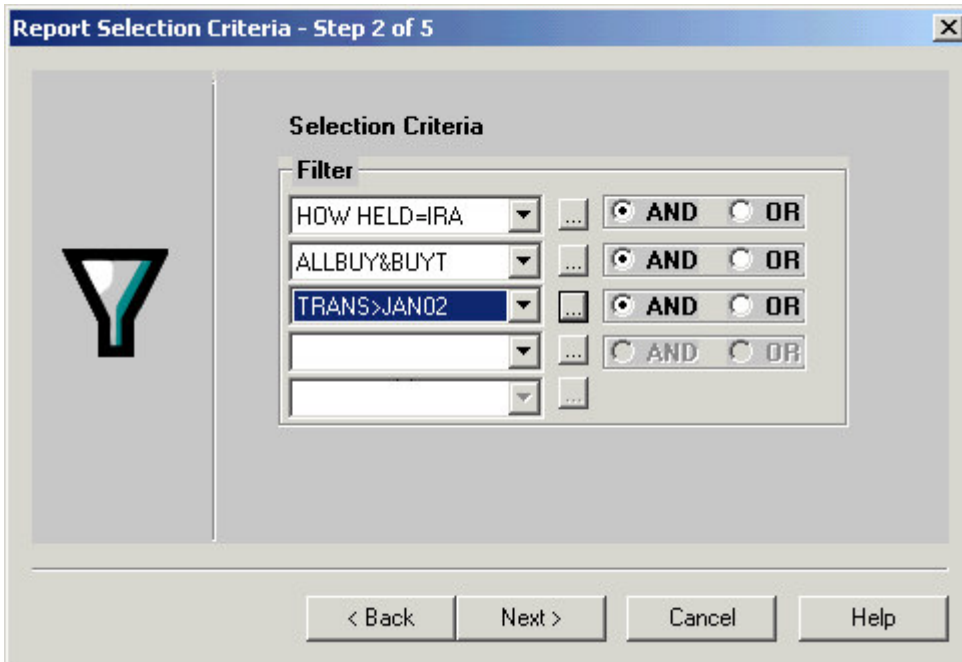 Report Selection Criteria - Step 2 of 5
Selection Criteria
Filter
HOW HELD=IRA ... AND OR
ALLBUY&BUYT ... AND OR
TRANS>JAN02 ... AND OR
... AND OR
...
< Back Next > Cancel Help